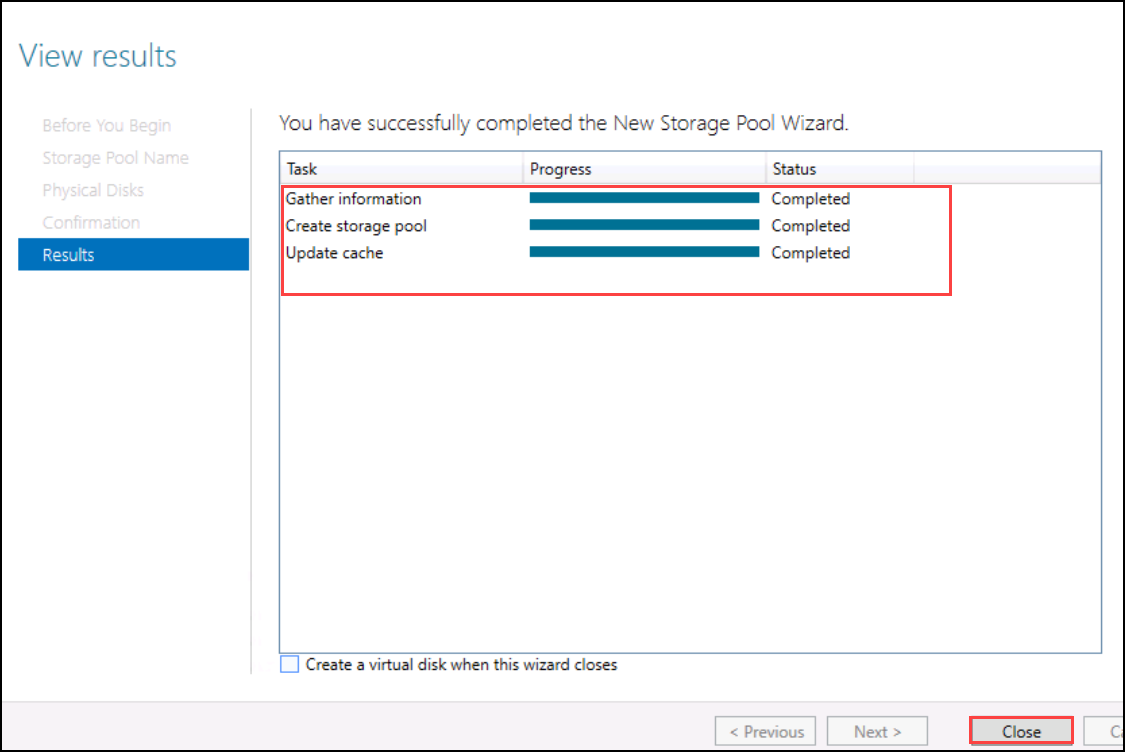 View results
Before You Begin
Storage Pool Name
Physical Disks
Confirmation
Results
You have successfully completed the New Storage Pool Wizard.
Task Progress Status
Gather information Completed
Create storage pool Completed
Update cache Completed
Create a virtual disk when this wizard closes
< Previous Next > Close